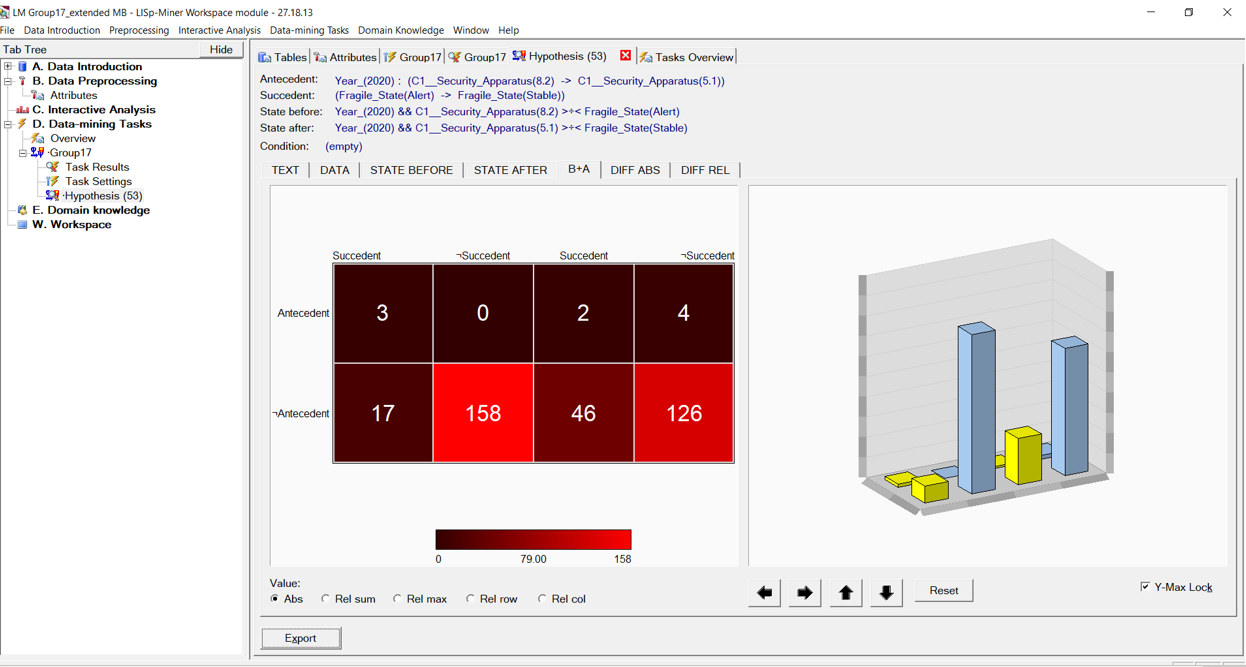 LM Group17_extended MB - LISp-Miner Workspace module - 27.18.13
File Data Introduction Preprocessing Interactive Analysis Data-mining Tasks Domain Knowledge Window Help
Tab Tree Hide
A. Data Introduction
B. Data Preprocessing
Attributes
C. Interactive Analysis
D. Data-mining Tasks
Overview
·Group17
Task Results
Task Settings
·Hypothesis (53)
E. Domain knowledge
W. Workspace
Tables Attributes Group17 Group17 Hypothesis (53) Tasks Overview
Antecedent: Year_(2020) : (C1__Security_Apparatus(8.2) -> C1__Security_Apparatus(5.1))
Succedent: (Fragile_State(Alert) -> Fragile_State(Stable))
State before: Year_(2020) && C1__Security_Apparatus(8.2) >÷< Fragile_State(Alert)
State after: Year_(2020) && C1__Security_Apparatus(5.1) >÷< Fragile_State(Stable)
Condition: (empty)
TEXT DATA STATE BEFORE STATE AFTER B+A DIFF ABS DIFF REL
Succedent ¬Succedent Succedent ¬Succedent
Antecedent 3 0 2 4
¬Antecedent 17 158 46 126
0 79.00 158
Value:
Abs Rel sum Rel max Rel row Rel col
Reset
Y-Max Lock
Export